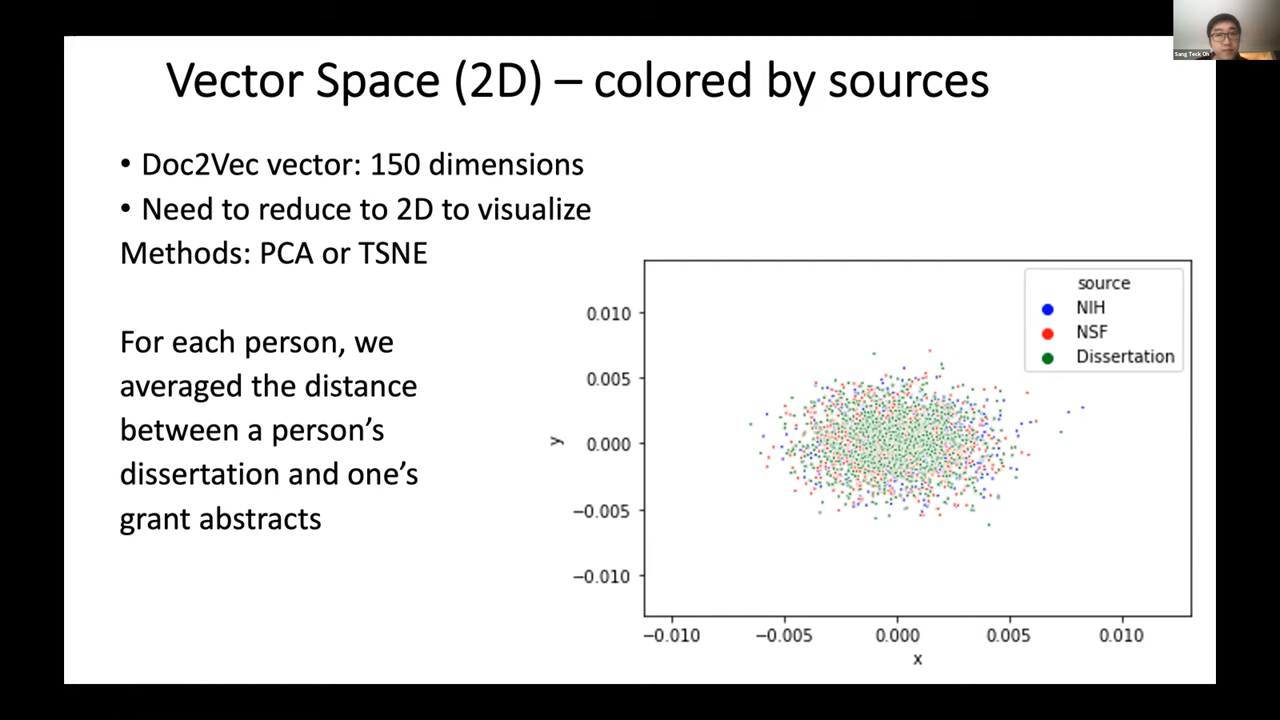 Sang Teck Oh
Vector Space (2D) – colored by sources
• Doc2Vec vector: 150 dimensions
• Need to reduce to 2D to visualize
Methods: PCA or TSNE
For each person, we
averaged the distance
between a person’s
dissertation and one’s
grant abstracts
source
NIH
NSF
Dissertation
0.010
0.005
0.000
−0.005
−0.010
y
−0.010 −0.005 0.000 0.005 0.010
x